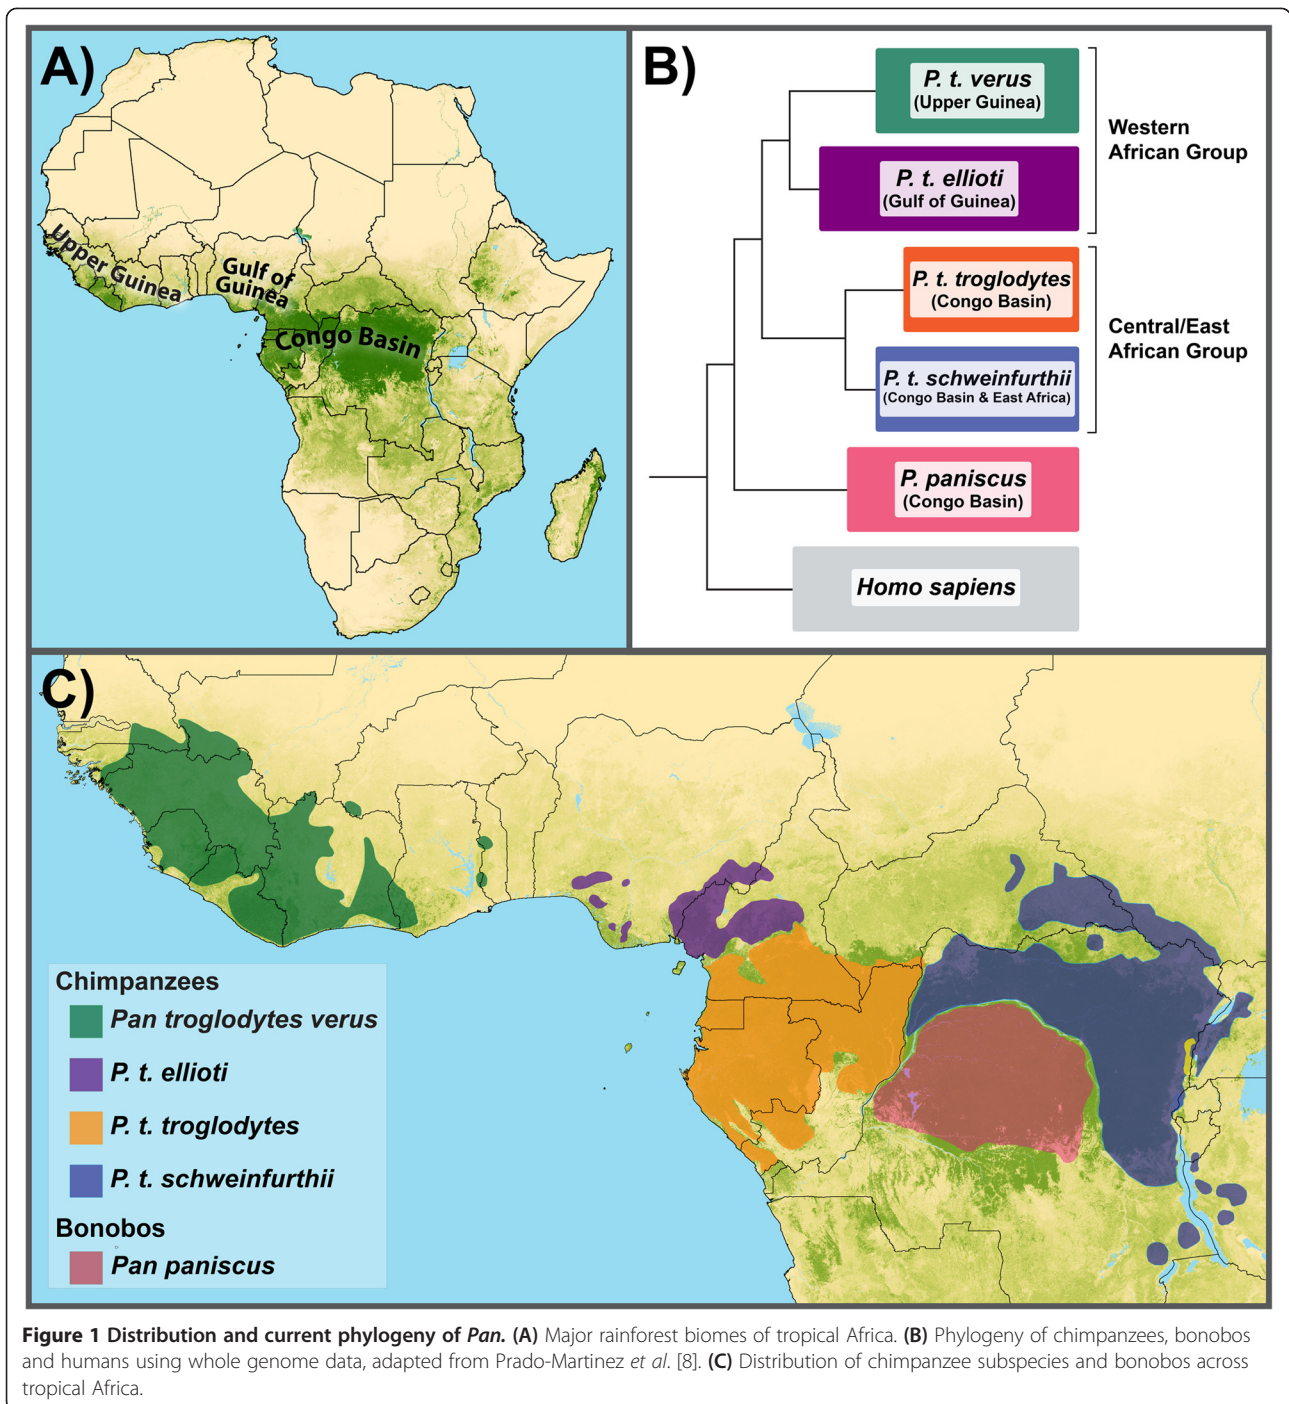 A)
Upper Guinea
Gulf of
Guinea
Congo Basin
B)
P. t. verus
(Upper Guinea)
P. t. ellioti
(Gulf of Guinea)
Western
African Group
P. t. troglodytes
(Congo Basin)
P. t. schweinfurthii
(Congo Basin & East Africa)
Central/East
African Group
P. paniscus
(Congo Basin)
Homo sapiens
C)
Chimpanzees
Pan troglodytes verus
P. t. ellioti
P. t. troglodytes
P. t. schweinfurthii
Bonobos
Pan paniscus
Figure 1 Distribution and current phylogeny of Pan. (A) Major rainforest biomes of tropical Africa. (B) Phylogeny of chimpanzees, bonobos
and humans using whole genome data, adapted from Prado-Martinez et al. [8]. (C) Distribution of chimpanzee subspecies and bonobos across
tropical Africa.